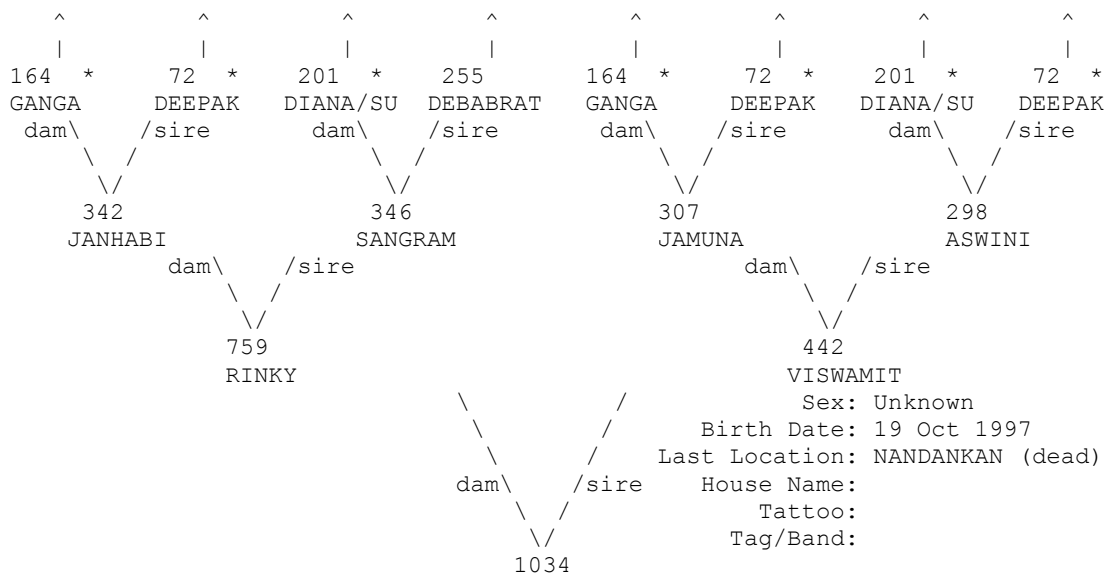 ^ ^ ^ ^ ^ ^ ^ ^
| | | | | | | |
164 * 72 * 201 * 255 164 * 72 * 201 * 72 *
GANGA DEEPAK DIANA/SU DEBABRAT GANGA DEEPAK DIANA/SU DEEPAK
dam\ /sire dam\ /sire dam\ /sire dam\ /sire
\ / \ / \ / \ /
\/ \/ \/ \/
342 346 307 298
JANHABI SANGRAM JAMUNA ASWINI
dam\ /sire dam\ /sire
\ / \ /
\/ \/
759 442
RINKY VISWAMIT
\ / Sex: Unknown
\ / Birth Date: 19 Oct 1997
\ / Last Location: NANDANKAN (dead)
dam\ /sire House Name:
\ / Tattoo:
\/ Tag/Band:
1034